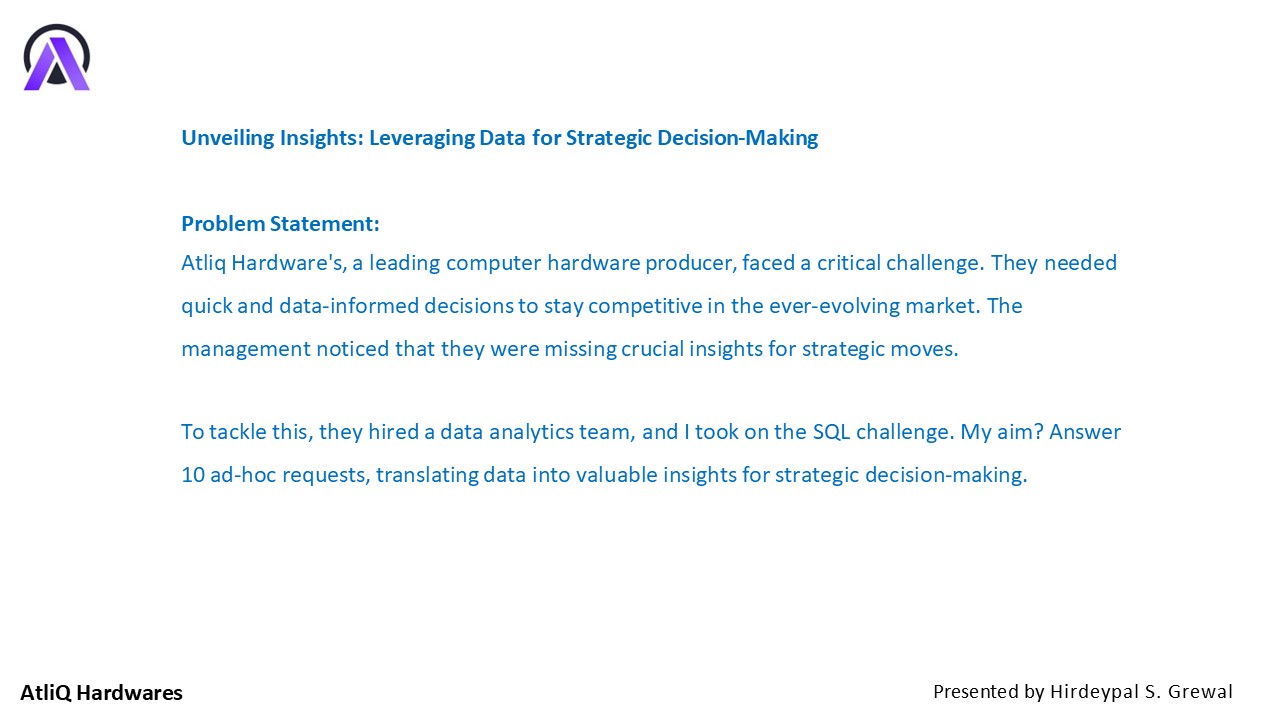 Unveiling Insights: Leveraging Data for Strategic Decision-Making
Problem Statement:
Atliq Hardware's, a leading computer hardware producer, faced a critical challenge. They needed
quick and data-informed decisions to stay competitive in the ever-evolving market. The
management noticed that they were missing crucial insights for strategic moves.
To tackle this, they hired a data analytics team, and I took on the SQL challenge. My aim? Answer
10 ad-hoc requests, translating data into valuable insights for strategic decision-making.
AtliQ Hardwares
Presented by Hirdeypal S. Grewal